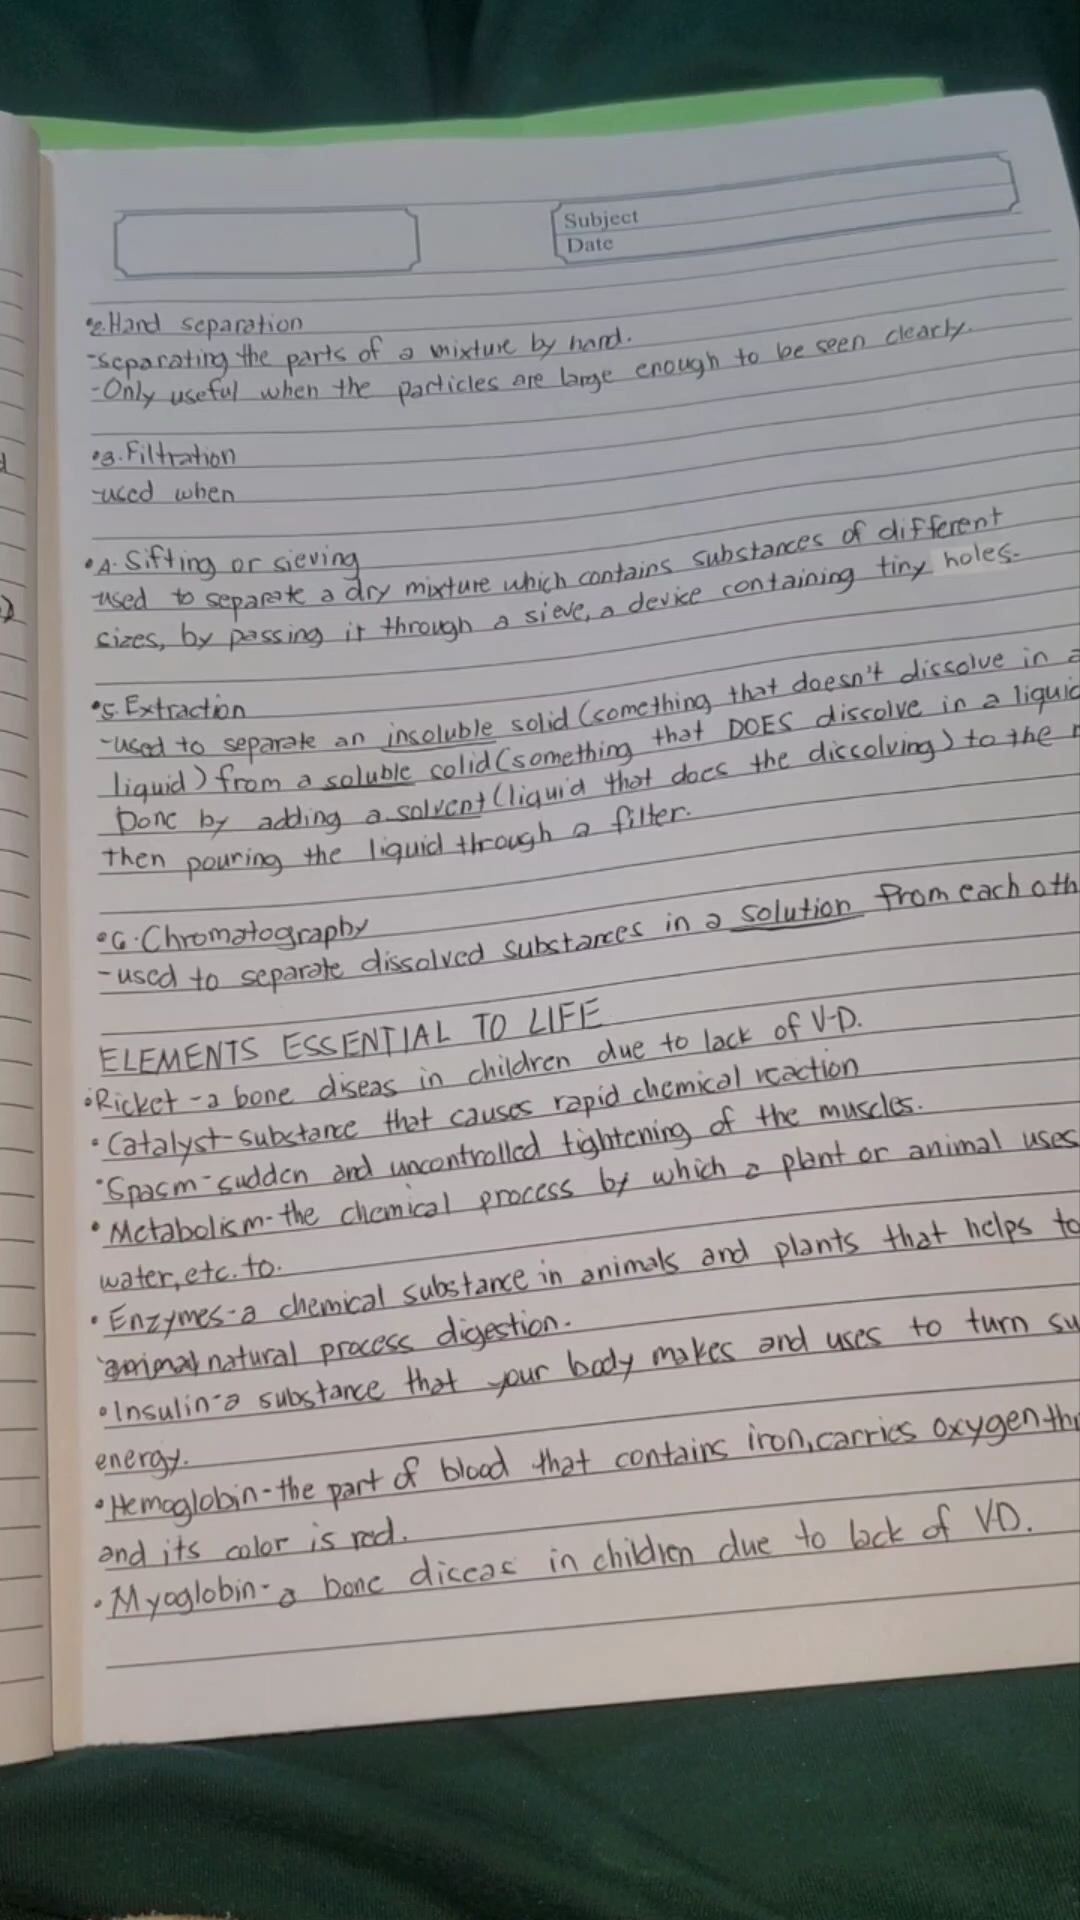 Subject
Date
•2.Hand separation
-separating the parts of a mixture by hand.
-Only useful when the particles are large enough to be seen clearly.
•3.Filtration
-used when
•4. Sifting or sieving
used to separate a dry mixture which contains substances of different
sizes, by passing it through a sieve, a device containing tiny holes.
•5. Extraction
-used to separate an insoluble solid (something that doesn't dissolve in a
liquid) from a soluble solid (something that DOES dissolve in a liquid
Done by adding a solvent (liquid that does the dissolving) to the
then pouring the liquid through a filter.
•6. Chromatography
-used to separate dissolved substances in a solution from each oth
ELEMENTS ESSENTIAL TO LIFE
•Ricket-a bone diseas in children due to lack of V-D.
•Catalyst-substance that causes rapid chemical reaction
•Spasm-sudden and uncontrolled tightening of the muscles.
•Metabolism-the chemical process by which a plant or animal uses
water, etc. to.
•Enzymes-a chemical substance in animals and plants that helps to
natural process digestion.
•Insulin-a substance that your body makes and uses to turn su
energy.
•Hemoglobin-the part of blood that contains iron, carries oxygen th
and its color is red.
•Myoglobin-a bone diseas in children due to lack of VD.